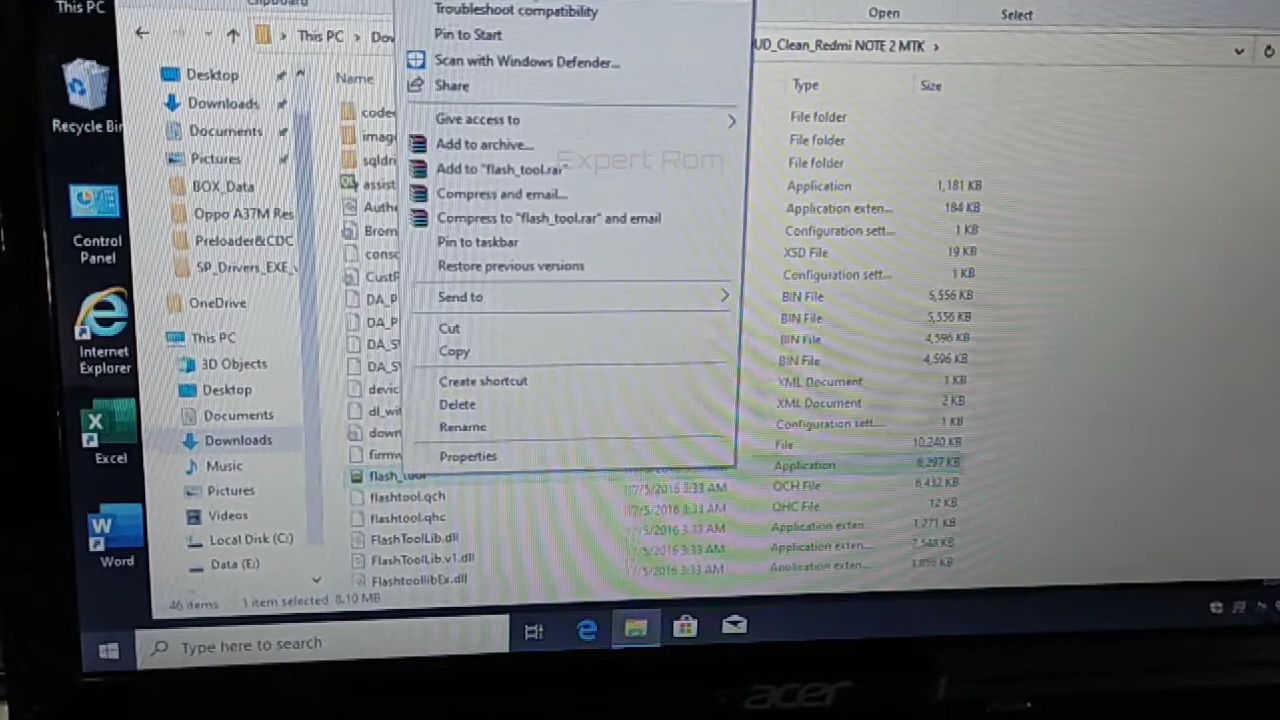 This PC
Recycle Bin
Control
Panel
Internet
Explorer
Excel
Word
Open
Select
This PC
UD_Clean_Redmi NOTE 2 MTK
Desktop
Downloads
Documents
Pictures
BOX_Data
Oppo A37M Res
Preloader&CDC
SP_Drivers_EXE_
OneDrive
This PC
3D Objects
Desktop
Documents
Downloads
Music
Pictures
Videos
Local Disk (C:)
Data (E:)
46 items
1 item selected 8.10 MB
Name
Type
Size
Troubleshoot compatibility
Pin to Start
Scan with Windows Defender...
Share
Give access to
Add to archive...
Add to "flash_tool.rar"
Compress and email...
Compress to "flash_tool.rar" and email
Pin to taskbar
Restore previous versions
Send to
Cut
Copy
Create shortcut
Delete
Rename
Properties
Expert Rom
File folder
File folder
File folder
Application 1,181 KB
Application exten... 184 KB
Configuration sett... 1 KB
XSD File 19 KB
Configuration sett... 1 KB
BIN File 5,556 KB
BIN File 5,556 KB
BIN File 4,596 KB
BIN File 4,596 KB
XML Document 1 KB
XML Document 2 KB
Configuration sett... 1 KB
File 10,240 KB
flash_tool Application 8,297 KB
flashtool.qch QCH File 6,432 KB
flashtool.qhc QHC File 12 KB
FlashToolLib.dll Application exten... 1,271 KB
FlashToolLib.v1.dll Application exten...
FlashtoollibEx.dll Application exten...
Type here to search
acer